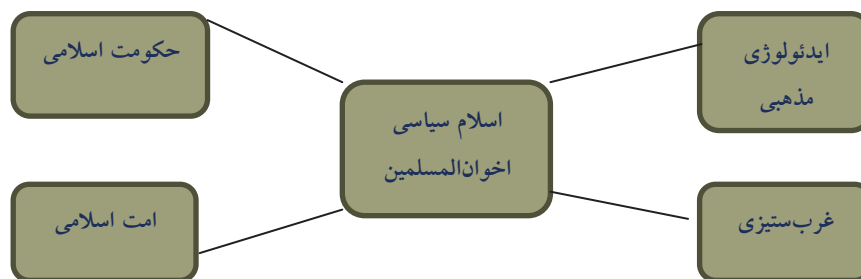 ایدئولوژی
مذهبی
حکومت اسلامی
اسلام سیاسی
اخوان‌المسلمین
غرب‌ستیزی
امت اسلامی